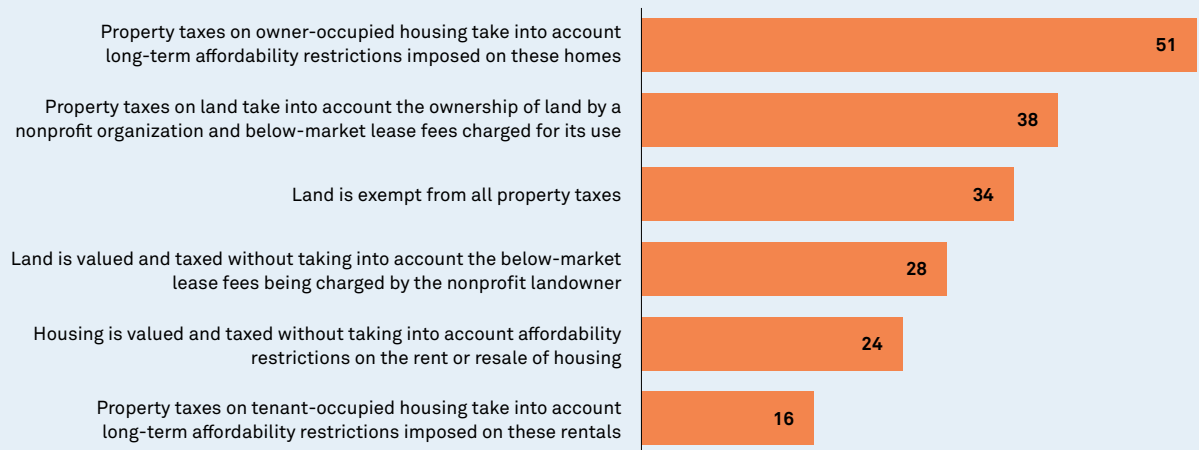 Property taxes on owner-occupied housing take into account
long-term affordability restrictions imposed on these homes
51
Property taxes on land take into account the ownership of land by a
nonprofit organization and below-market lease fees charged for its use
38
Land is exempt from all property taxes
34
Land is valued and taxed without taking into account the below-market
lease fees being charged by the nonprofit landowner
28
Housing is valued and taxed without taking into account affordability
restrictions on the rent or resale of housing
24
Property taxes on tenant-occupied housing take into account
long-term affordability restrictions imposed on these rentals
16